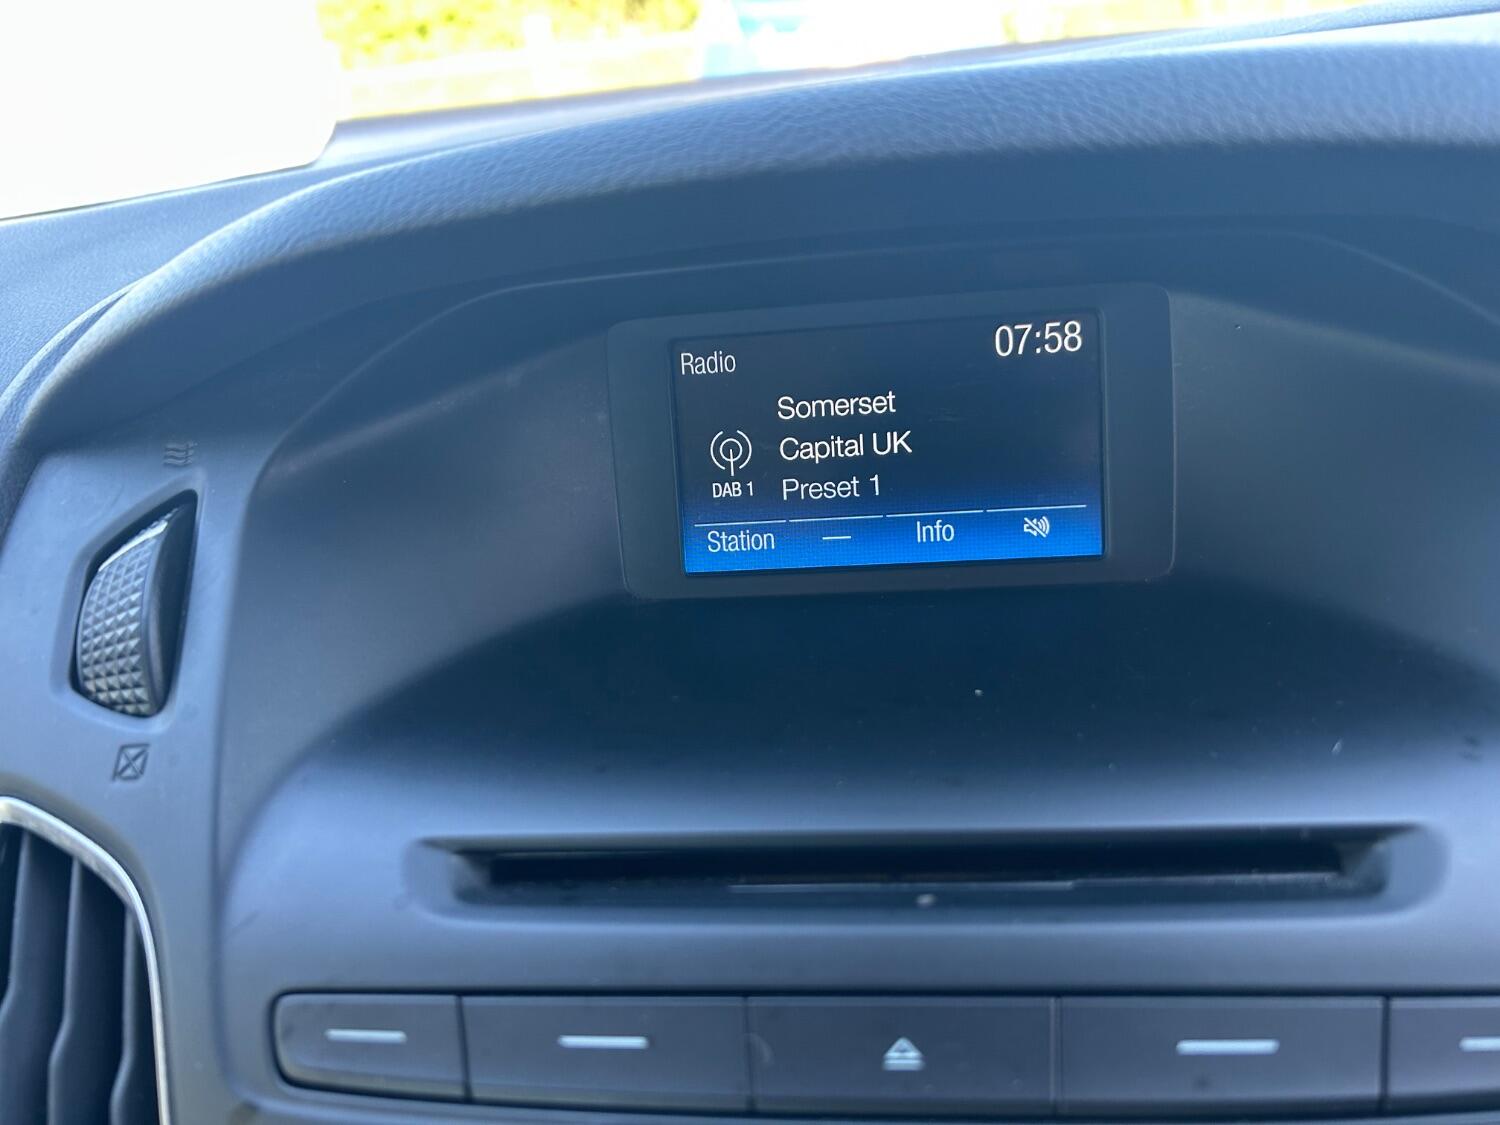 Radio
07:58
Somerset
Capital UK
DAB 1
Preset 1
Station
Info